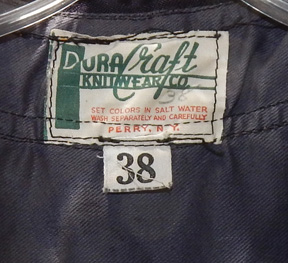 DURACraft
KNITWEAR/CO.
SET COLORS IN SALT WATER
WASH SEPARATELY AND CAREFULLY
PERRY, N.Y.
38